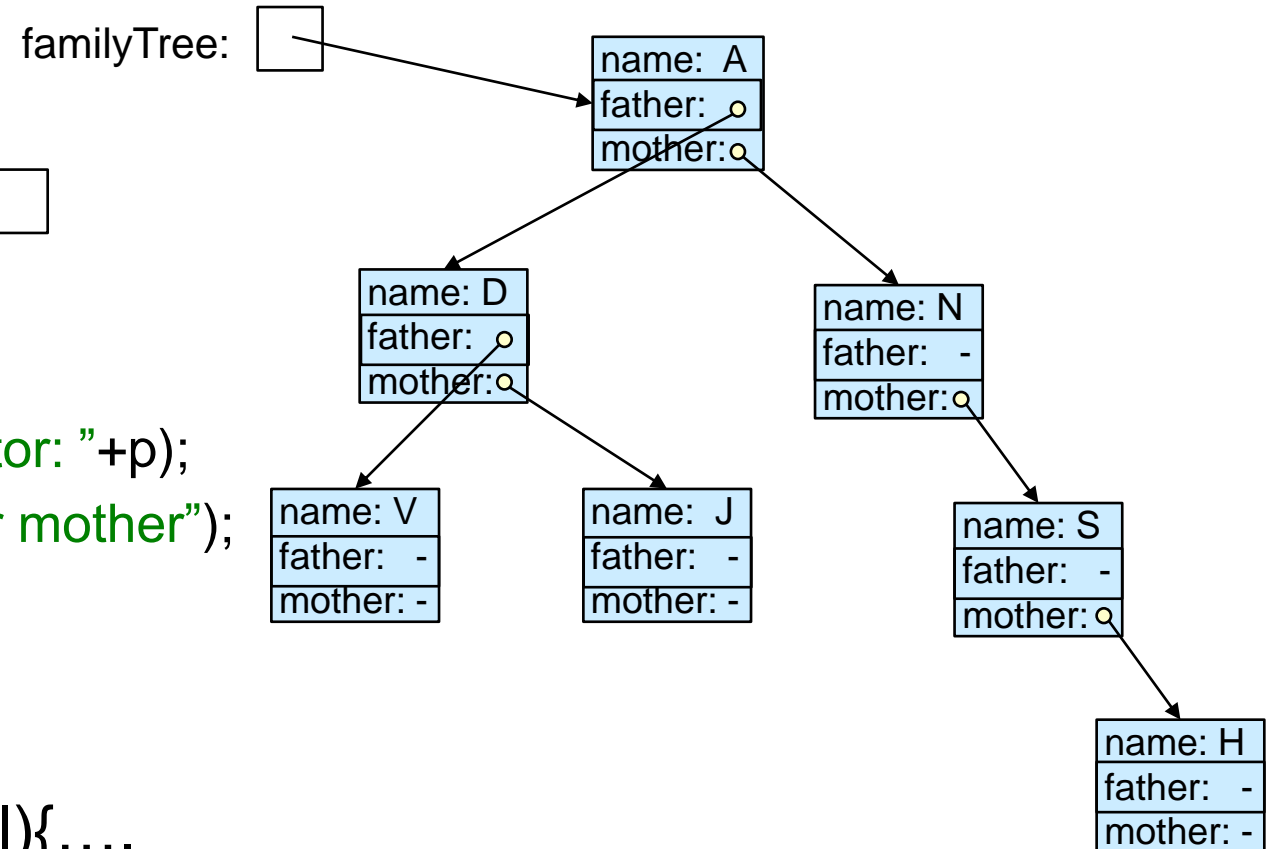 familyTree:
name: A
father:
mother:
name: D
father:
mother:
name: N
father: -
mother:
tor: ”+p);
r mother”);
name: V
father: -
mother: -
name: J
father: -
mother: -
name: S
father: -
mother:
name: H
father: -
mother: -
l){….